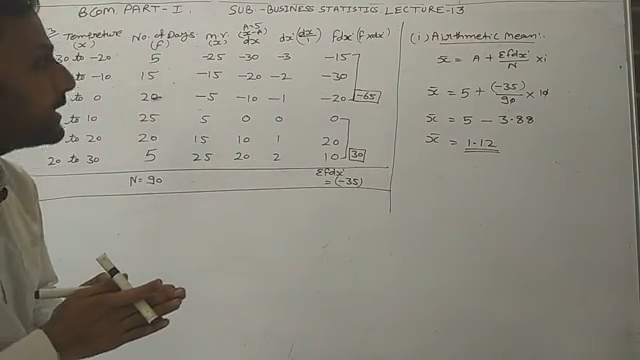 BCOM. PART - I. SUB - BUSINESS STATISTICS LECTURE-13
Temperature (x) No. of Days (f) m.v. (x) A=5 (x-A) dx dx' (dx/i) fdx' (f x dx')
30 to -20 5 -25 -30 -3 -15
to -10 15 -15 -20 -2 -30
to 0 20 -5 -10 -1 -20 -65
to 10 25 5 0 0 0
to 20 20 15 10 1 20
20 to 30 5 25 20 2 10 30
N = 90 Σfdx' = (-35)
(i) Airthmetic Mean:-
x̄ = A + Σfdx'/N x i
x̄ = 5 + (-35)/90 x 10
x̄ = 5 - 3.88
x̄ = 1.12